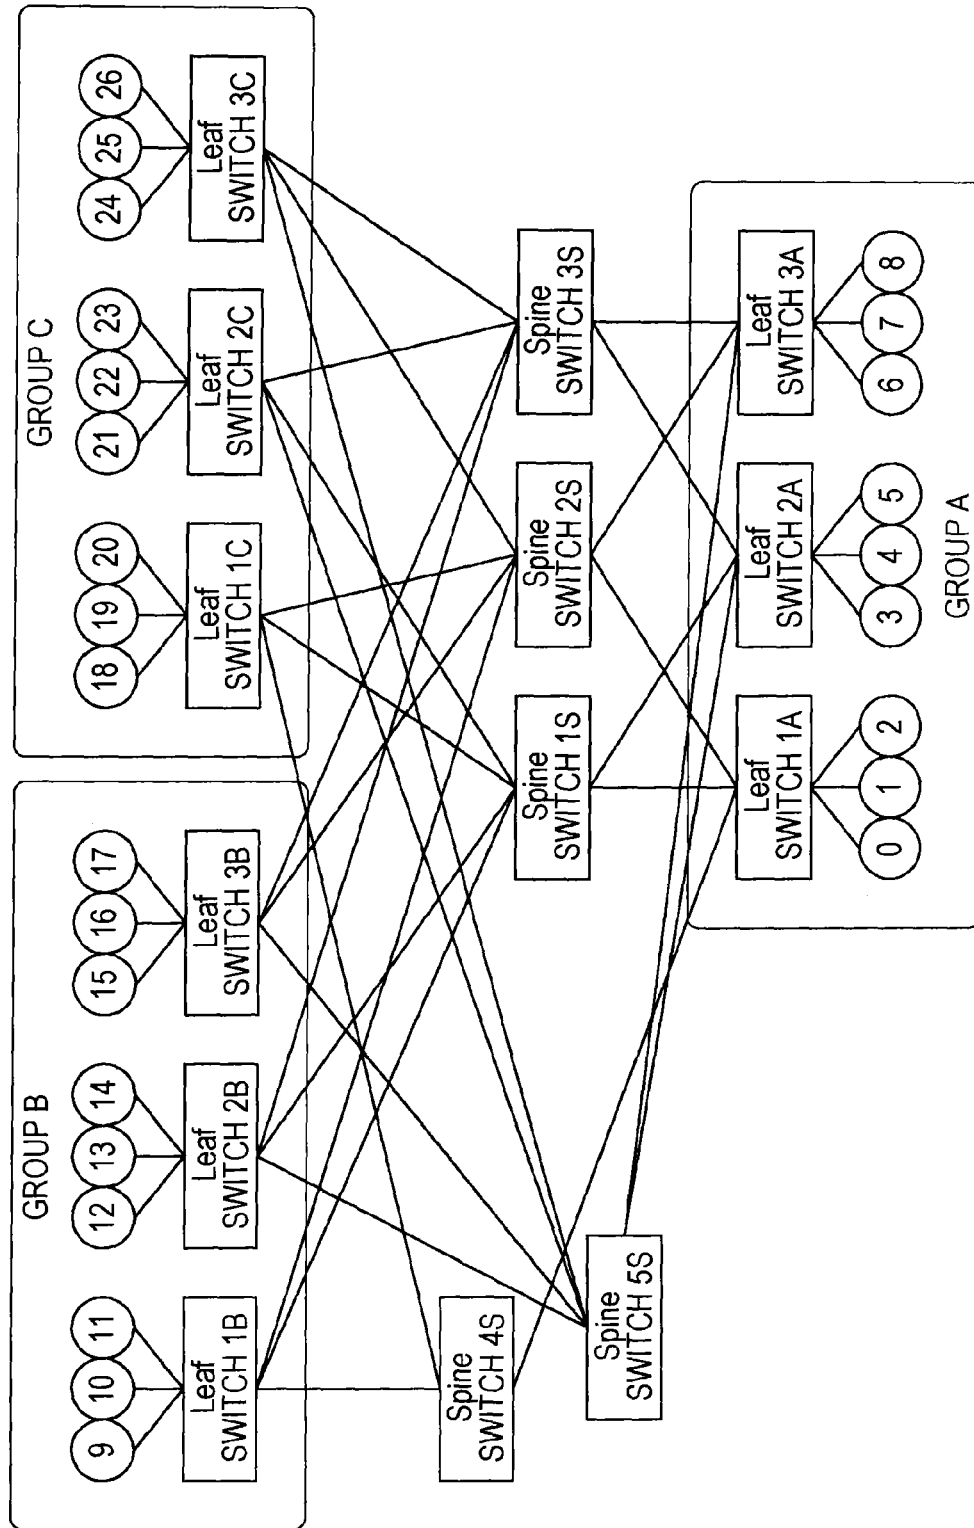 GROUP B
GROUP C
9
10
11
12
13
14
15
16
17
18
19
20
21
22
23
24
25
26
Leaf
SWITCH 1B
Leaf
SWITCH 2B
Leaf
SWITCH 3B
Leaf
SWITCH 1C
Leaf
SWITCH 2C
Leaf
SWITCH 3C
Spine
SWITCH 4S
Spine
SWITCH 5S
Spine
SWITCH 1S
Spine
SWITCH 2S
Spine
SWITCH 3S
Leaf
SWITCH 1A
Leaf
SWITCH 2A
Leaf
SWITCH 3A
0
1
2
3
4
5
6
7
8
GROUP A